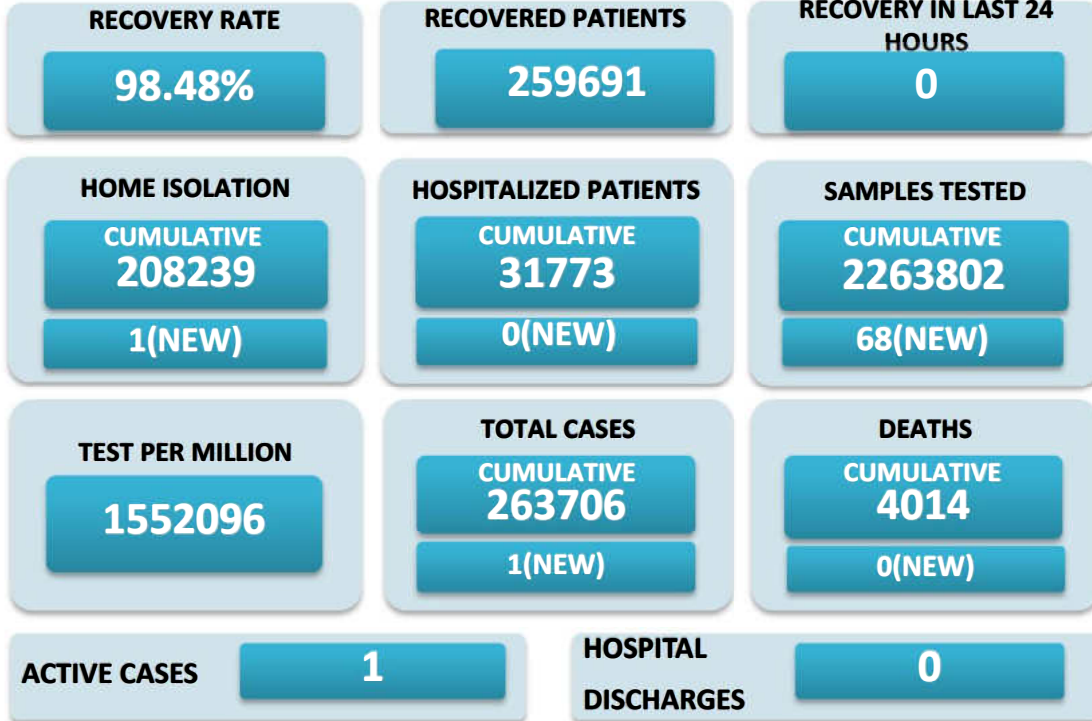 RECOVERY RATE
98.48%
RECOVERED PATIENTS
259691
RECOVERY IN LAST 24
HOURS
0
HOME ISOLATION
CUMULATIVE
208239
1(NEW)
HOSPITALIZED PATIENTS
CUMULATIVE
31773
0(NEW)
SAMPLES TESTED
CUMULATIVE
2263802
68(NEW)
TEST PER MILLION
1552096
TOTAL CASES
CUMULATIVE
263706
1(NEW)
DEATHS
CUMULATIVE
4014
0(NEW)
ACTIVE CASES
1
HOSPITAL
DISCHARGES
0